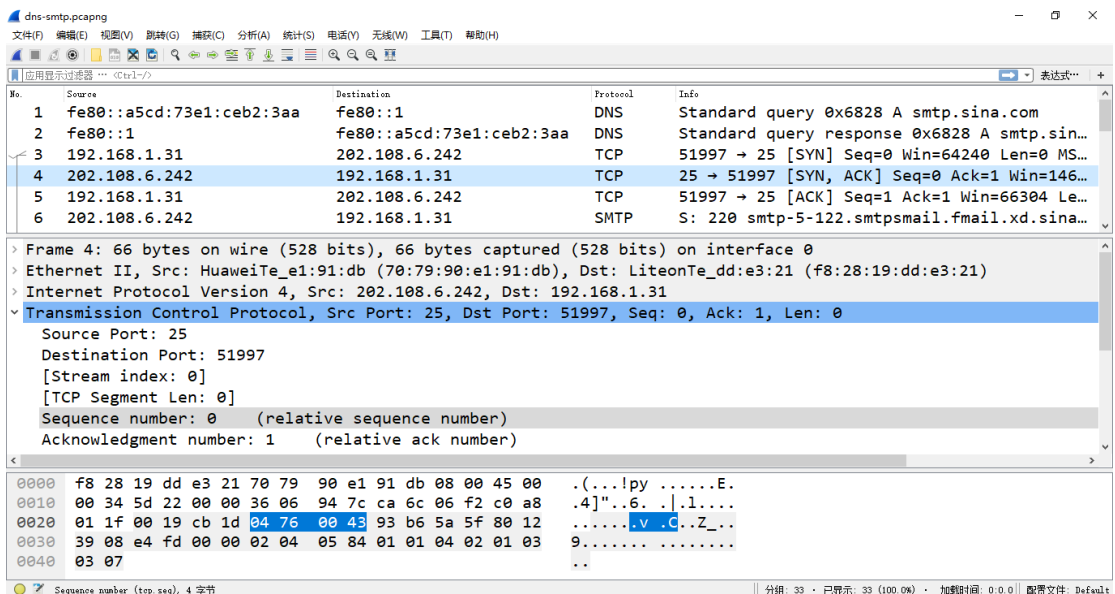 dns-smtp.pcapng
文件(F) 编辑(E) 视图(V) 跳转(G) 捕获(C) 分析(A) 统计(S) 电话(Y) 无线(W) 工具(T) 帮助(H)
应用显示过滤器 … <Ctrl-/> 表达式… +
No. Source Destination Protocol Info
1 fe80::a5cd:73e1:ceb2:3aa fe80::1 DNS Standard query 0x6828 A smtp.sina.com
2 fe80::1 fe80::a5cd:73e1:ceb2:3aa DNS Standard query response 0x6828 A smtp.sin…
3 192.168.1.31 202.108.6.242 TCP 51997 → 25 [SYN] Seq=0 Win=64240 Len=0 MS…
4 202.108.6.242 192.168.1.31 TCP 25 → 51997 [SYN, ACK] Seq=0 Ack=1 Win=146…
5 192.168.1.31 202.108.6.242 TCP 51997 → 25 [ACK] Seq=1 Ack=1 Win=66304 Le…
6 202.108.6.242 192.168.1.31 SMTP S: 220 smtp-5-122.smtpsmail.fmail.xd.sina…
> Frame 4: 66 bytes on wire (528 bits), 66 bytes captured (528 bits) on interface 0
> Ethernet II, Src: HuaweiTe_e1:91:db (70:79:90:e1:91:db), Dst: LiteonTe_dd:e3:21 (f8:28:19:dd:e3:21)
> Internet Protocol Version 4, Src: 202.108.6.242, Dst: 192.168.1.31
Transmission Control Protocol, Src Port: 25, Dst Port: 51997, Seq: 0, Ack: 1, Len: 0
Source Port: 25
Destination Port: 51997
[Stream index: 0]
[TCP Segment Len: 0]
Sequence number: 0 (relative sequence number)
Acknowledgment number: 1 (relative ack number)
0000 f8 28 19 dd e3 21 70 79 90 e1 91 db 08 00 45 00 .(...!py ......E.
0010 00 34 5d 22 00 00 36 06 94 7c ca 6c 06 f2 c0 a8 .4]"..6. .|.l....
0020 01 1f 00 19 cb 1d 04 76 00 43 93 b6 5a 5f 80 12 .......v .C..Z_..
0030 39 08 e4 fd 00 00 02 04 05 84 01 01 04 02 01 03 9....... ........
0040 03 07 ..
Sequence number (tcp.seq), 4 字节 分组: 33 · 已显示: 33 (100.0%) · 加载时间: 0:0.0 配置文件: Default